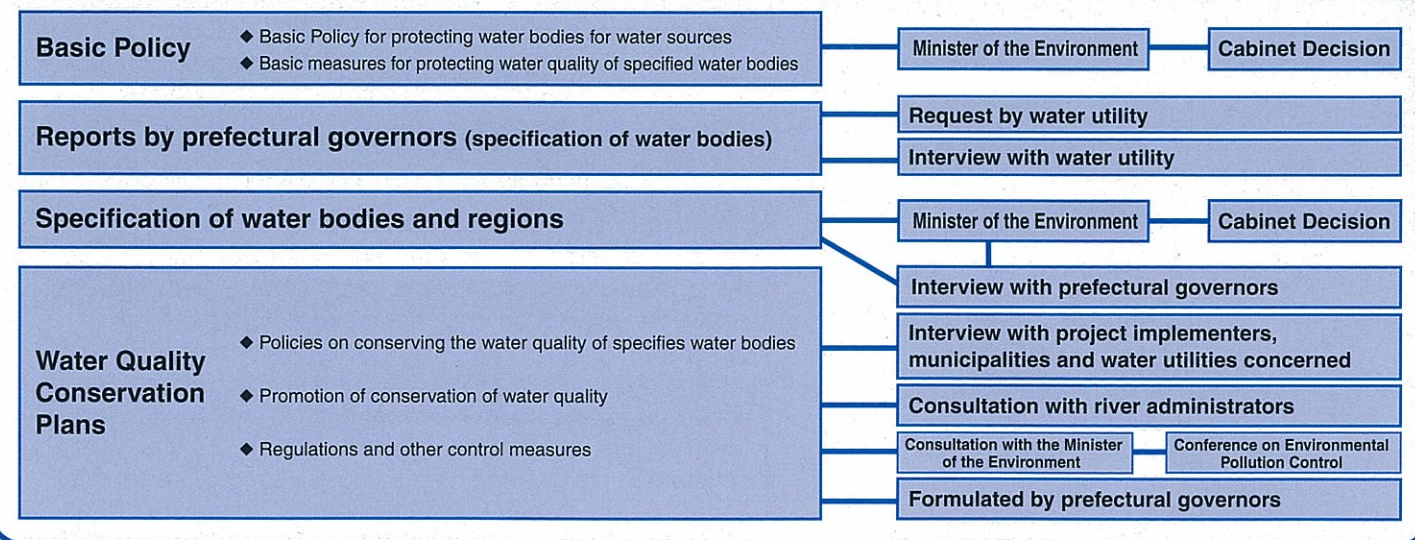 Basic Policy
◆ Basic Policy for protecting water bodies for water sources
◆ Basic measures for protecting water quality of specified water bodies
Minister of the Environment
Cabinet Decision
Reports by prefectural governors (specification of water bodies)
Request by water utility
Interview with water utility
Specification of water bodies and regions
Minister of the Environment
Cabinet Decision
Interview with prefectural governors
Water Quality
Conservation
Plans
◆ Policies on conserving the water quality of specifies water bodies
◆ Promotion of conservation of water quality
◆ Regulations and other control measures
Interview with project implementers,
municipalities and water utilities concerned
Consultation with river administrators
Consultation with the Minister
of the Environment
Conference on Environmental
Pollution Control
Formulated by prefectural governors